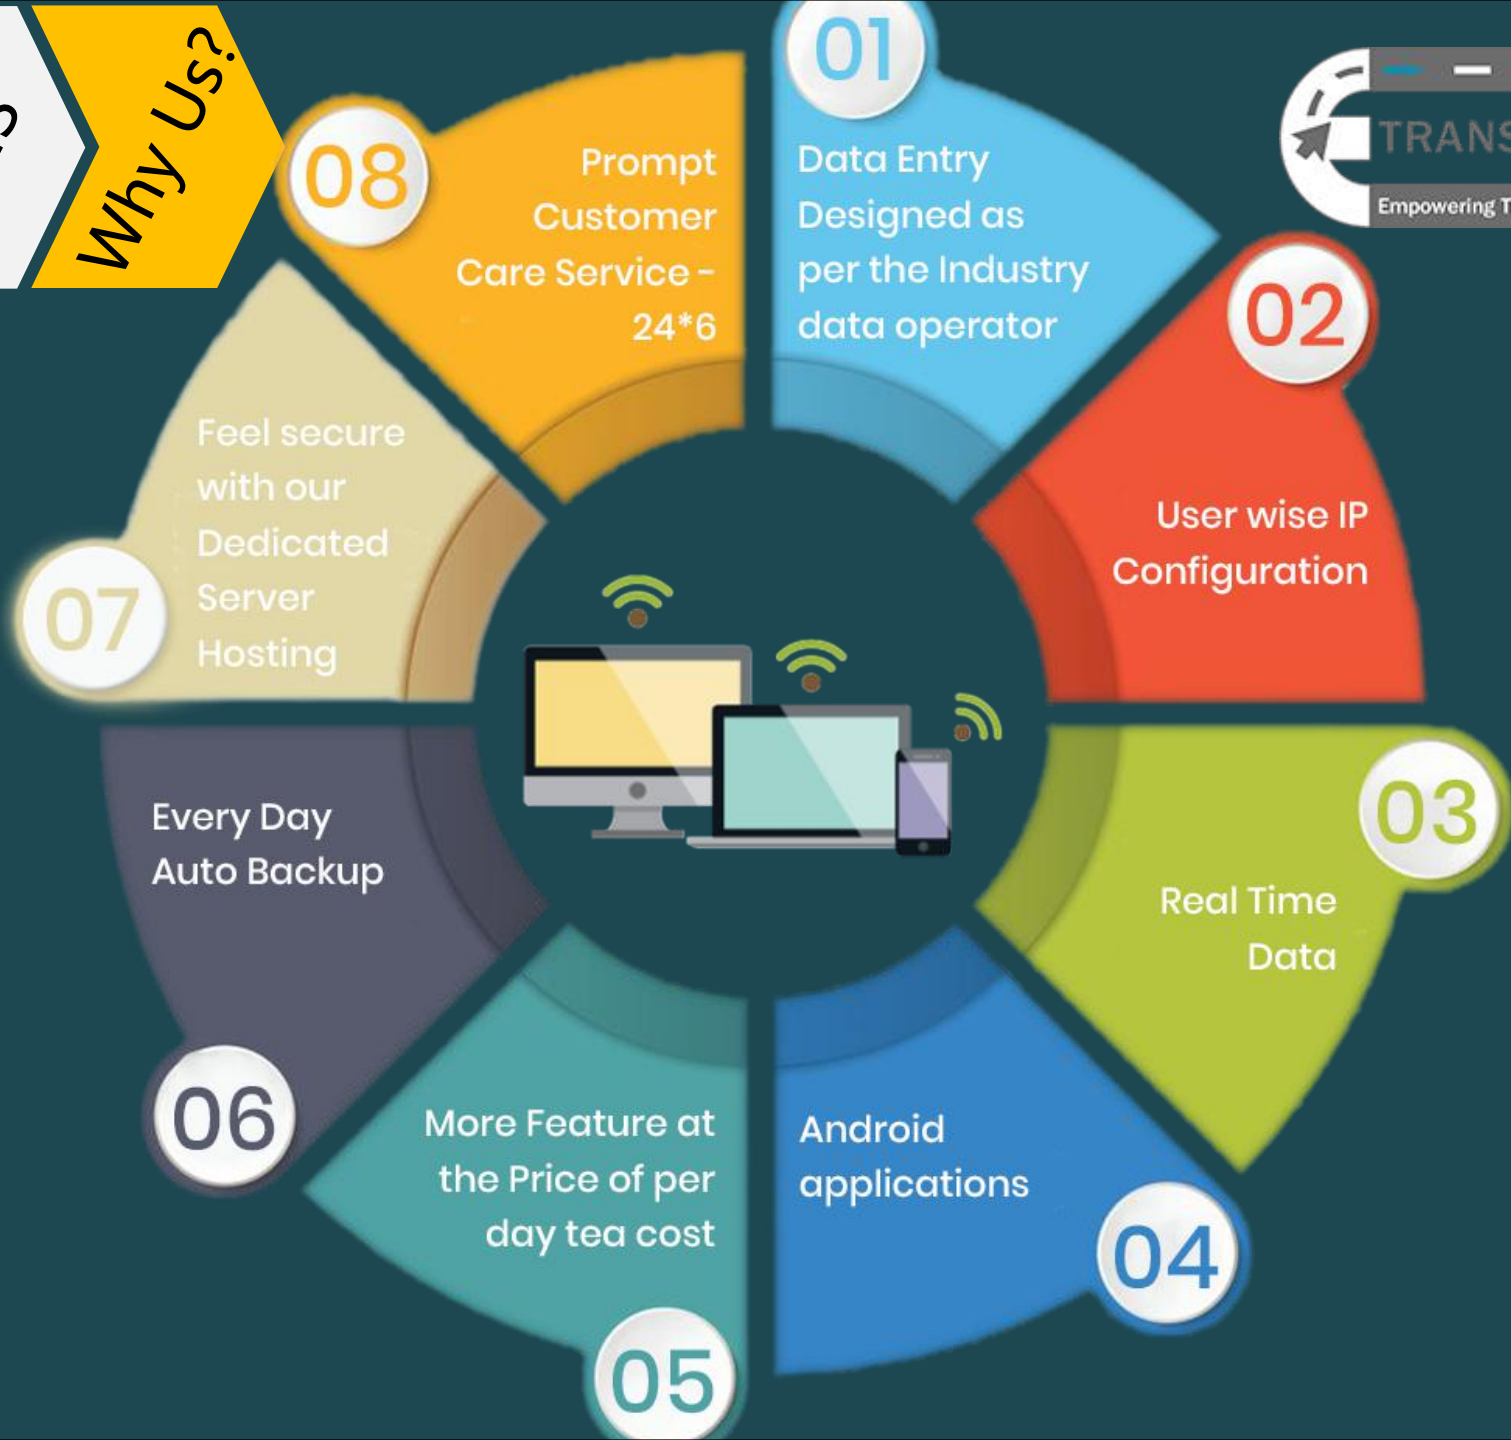 Why Us?
01
Data Entry
Designed as
per the Industry
data operator
02
User wise IP
Configuration
03
Real Time
Data
04
Android
applications
05
More Feature at
the Price of per
day tea cost
06
Every Day
Auto Backup
07
Feel secure
with our
Dedicated
Server
Hosting
08
Prompt
Customer
Care Service -
24*6
TRANS
Empowering T